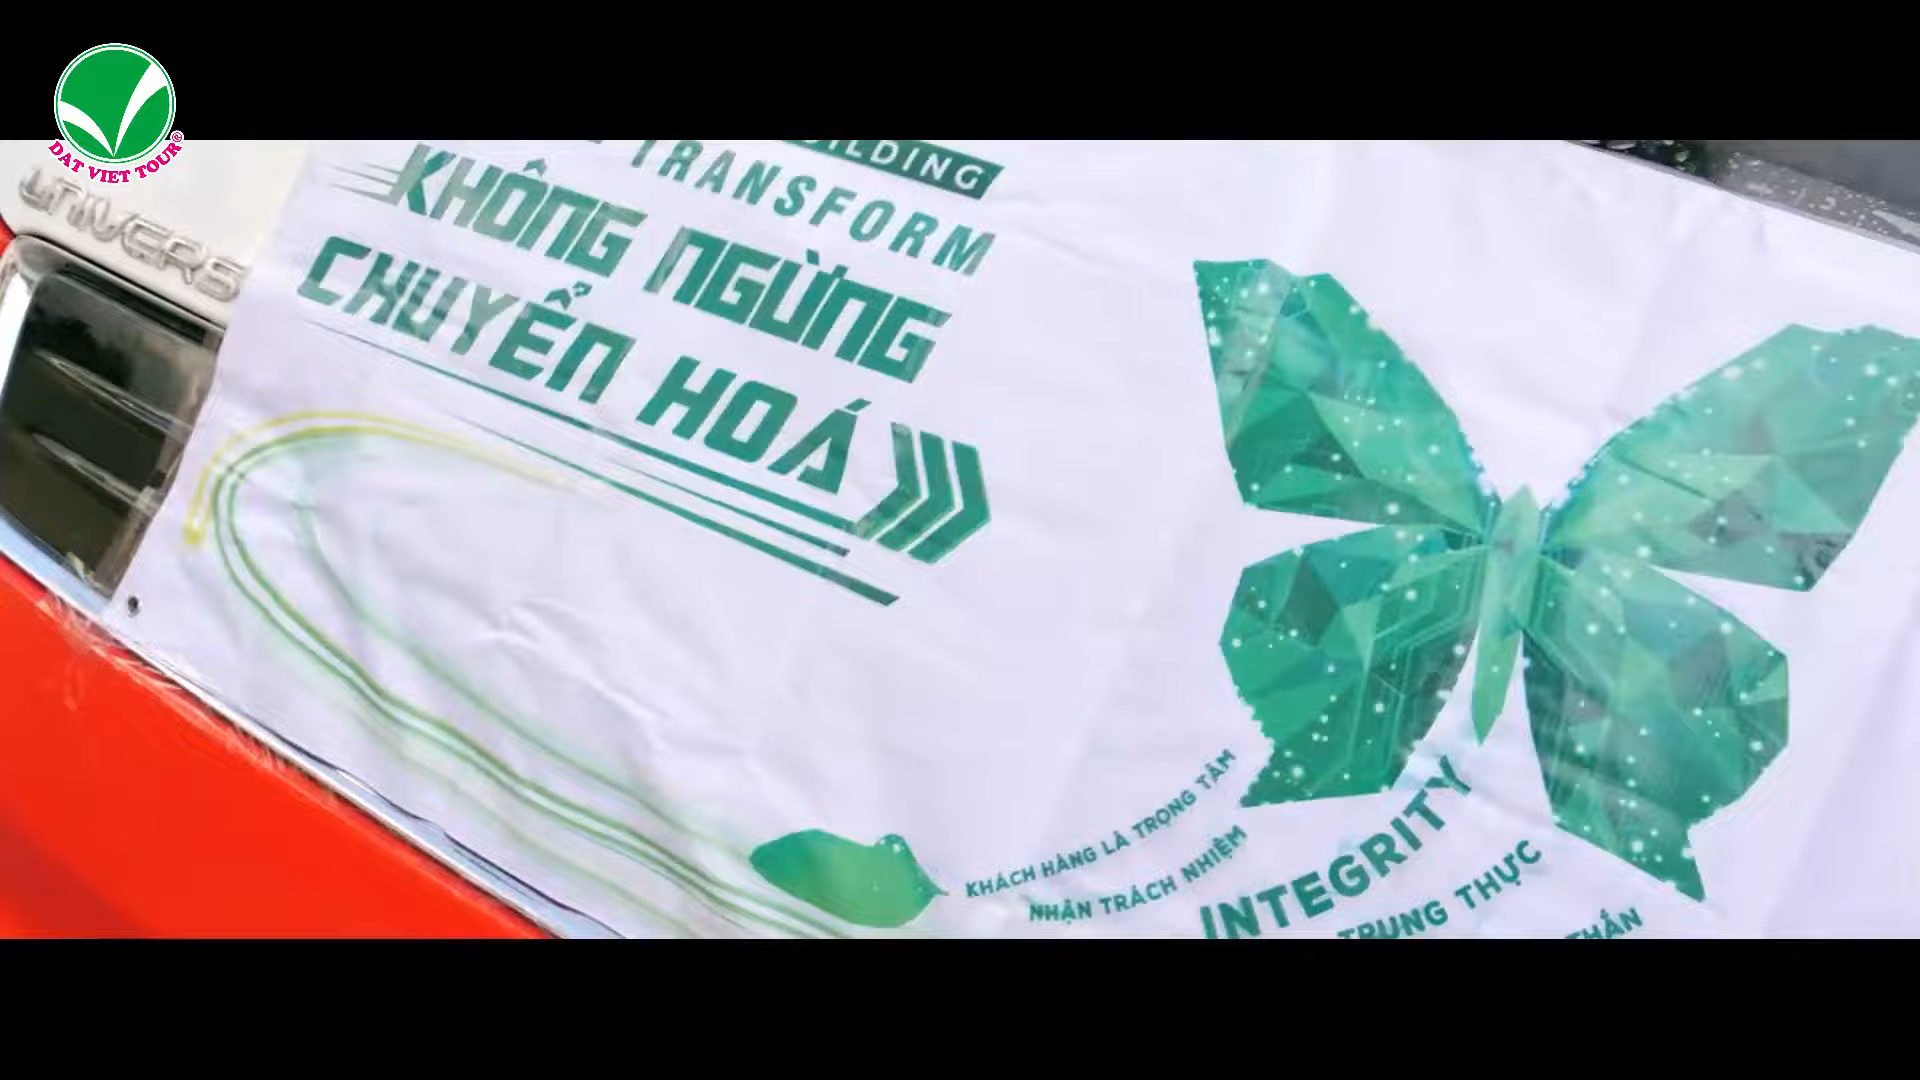 DAT VIET TOUR®
UNIVERS
TRANSFORM
KHÔNG NGỪNG
CHUYỂN HOÁ
KHÁCH HÀNG LÀ TRỌNG TÂM
NHẬN TRÁCH NHIỆM
INTEGRITY
TRUNG THỰC